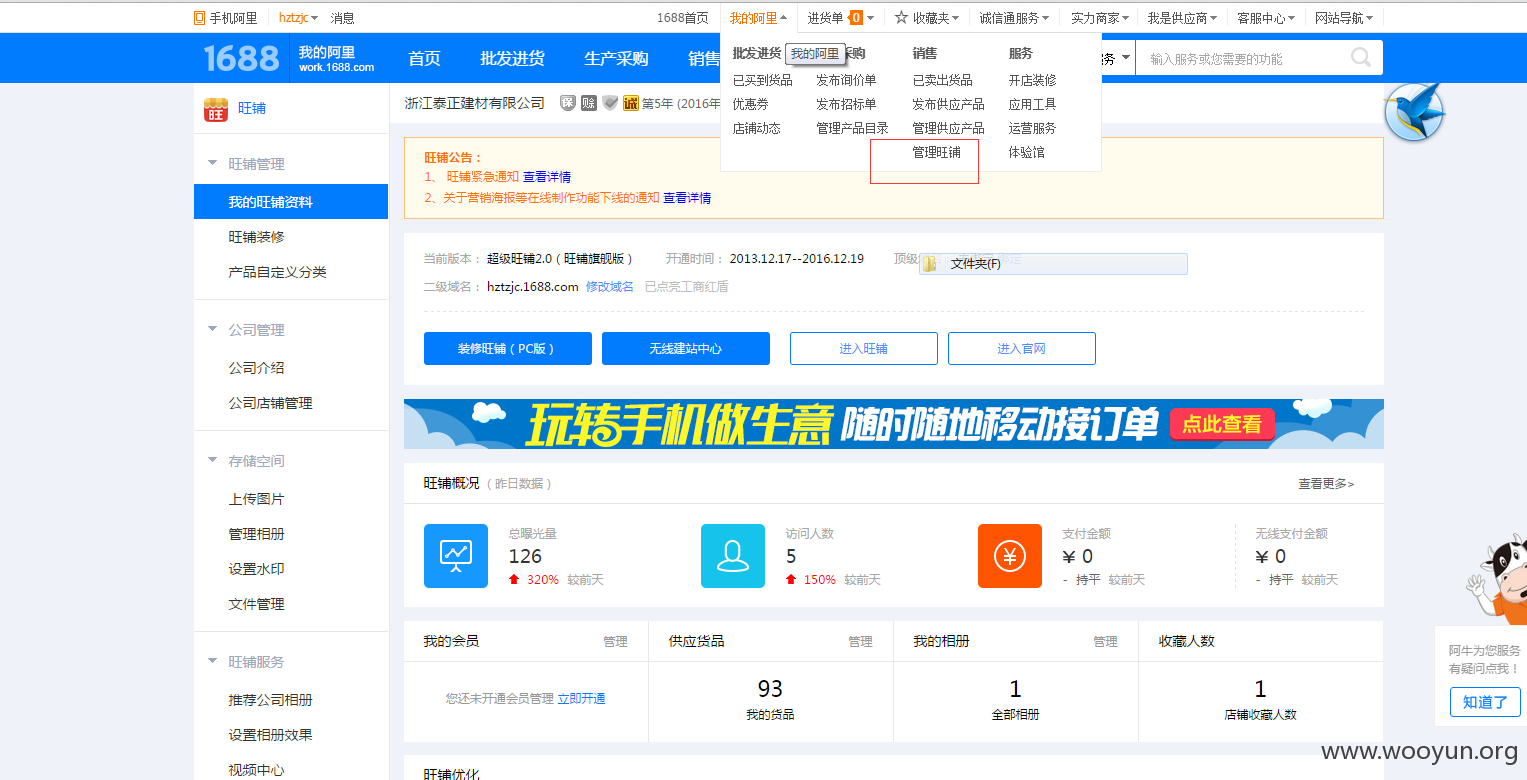 手机阿里 hztzjc 消息 1688首页 我的阿里 进货单 0 收藏夹 诚信通服务 实力商家 我是供应商 客服中心 网站导航
1688 我的阿里 work.1688.com 首页 批发进货 生产采购 销售 务 输入服务或您需要的功能
批发进货 我的阿里 采购 销售 服务
已买到货品 发布询价单 已卖出货品 开店装修
优惠券 发布招标单 发布供应产品 应用工具
店铺动态 管理产品目录 管理供应产品 运营服务
管理旺铺 体验馆
旺 旺铺
旺铺管理
我的旺铺资料
旺铺装修
产品自定义分类
公司管理
公司介绍
公司店铺管理
存储空间
上传图片
管理相册
设置水印
文件管理
旺铺服务
推荐公司相册
设置相册效果
视频中心
浙江泰正建材有限公司 保 赊 诚 第5年 (2016年
旺铺公告：
1、 旺铺紧急通知 查看详情
2、关于营销海报等在线制作功能下线的通知 查看详情
当前版本： 超级旺铺2.0（旺铺旗舰版） 开通时间： 2013.12.17--2016.12.19 顶级 文件夹(F)
二级域名： hztzjc.1688.com 修改域名 已点亮工商红盾
装修旺铺（PC版） 无线建站中心 进入旺铺 进入官网
玩转手机做生意 随时随地移动接订单 点此查看
旺铺概况（昨日数据） 查看更多>
总曝光量 访问人数 支付金额 无线支付金额
126 5 ¥ 0 ¥ 0
320% 较前天 150% 较前天 - 持平 较前天 - 持平 较前天
我的会员 管理 供应货品 管理 我的相册 管理 收藏人数
您还未开通会员管理 立即开通
93 1 1
我的货品 全部相册 店铺收藏人数
旺铺优化
阿牛为您服务
有疑问点我！
知道了
www.wooyun.org